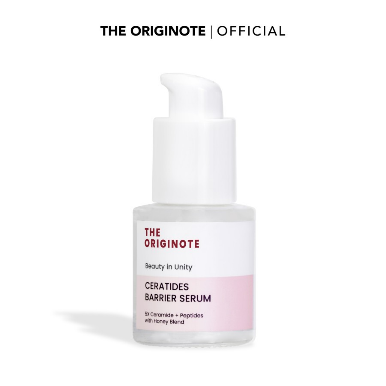 THE ORIGINOTE | OFFICIAL
THE
ORIGINOTE
Beauty in Unity
CERATIDES
BARRIER SERUM
5X Ceramide + Peptides
with Honey Blend